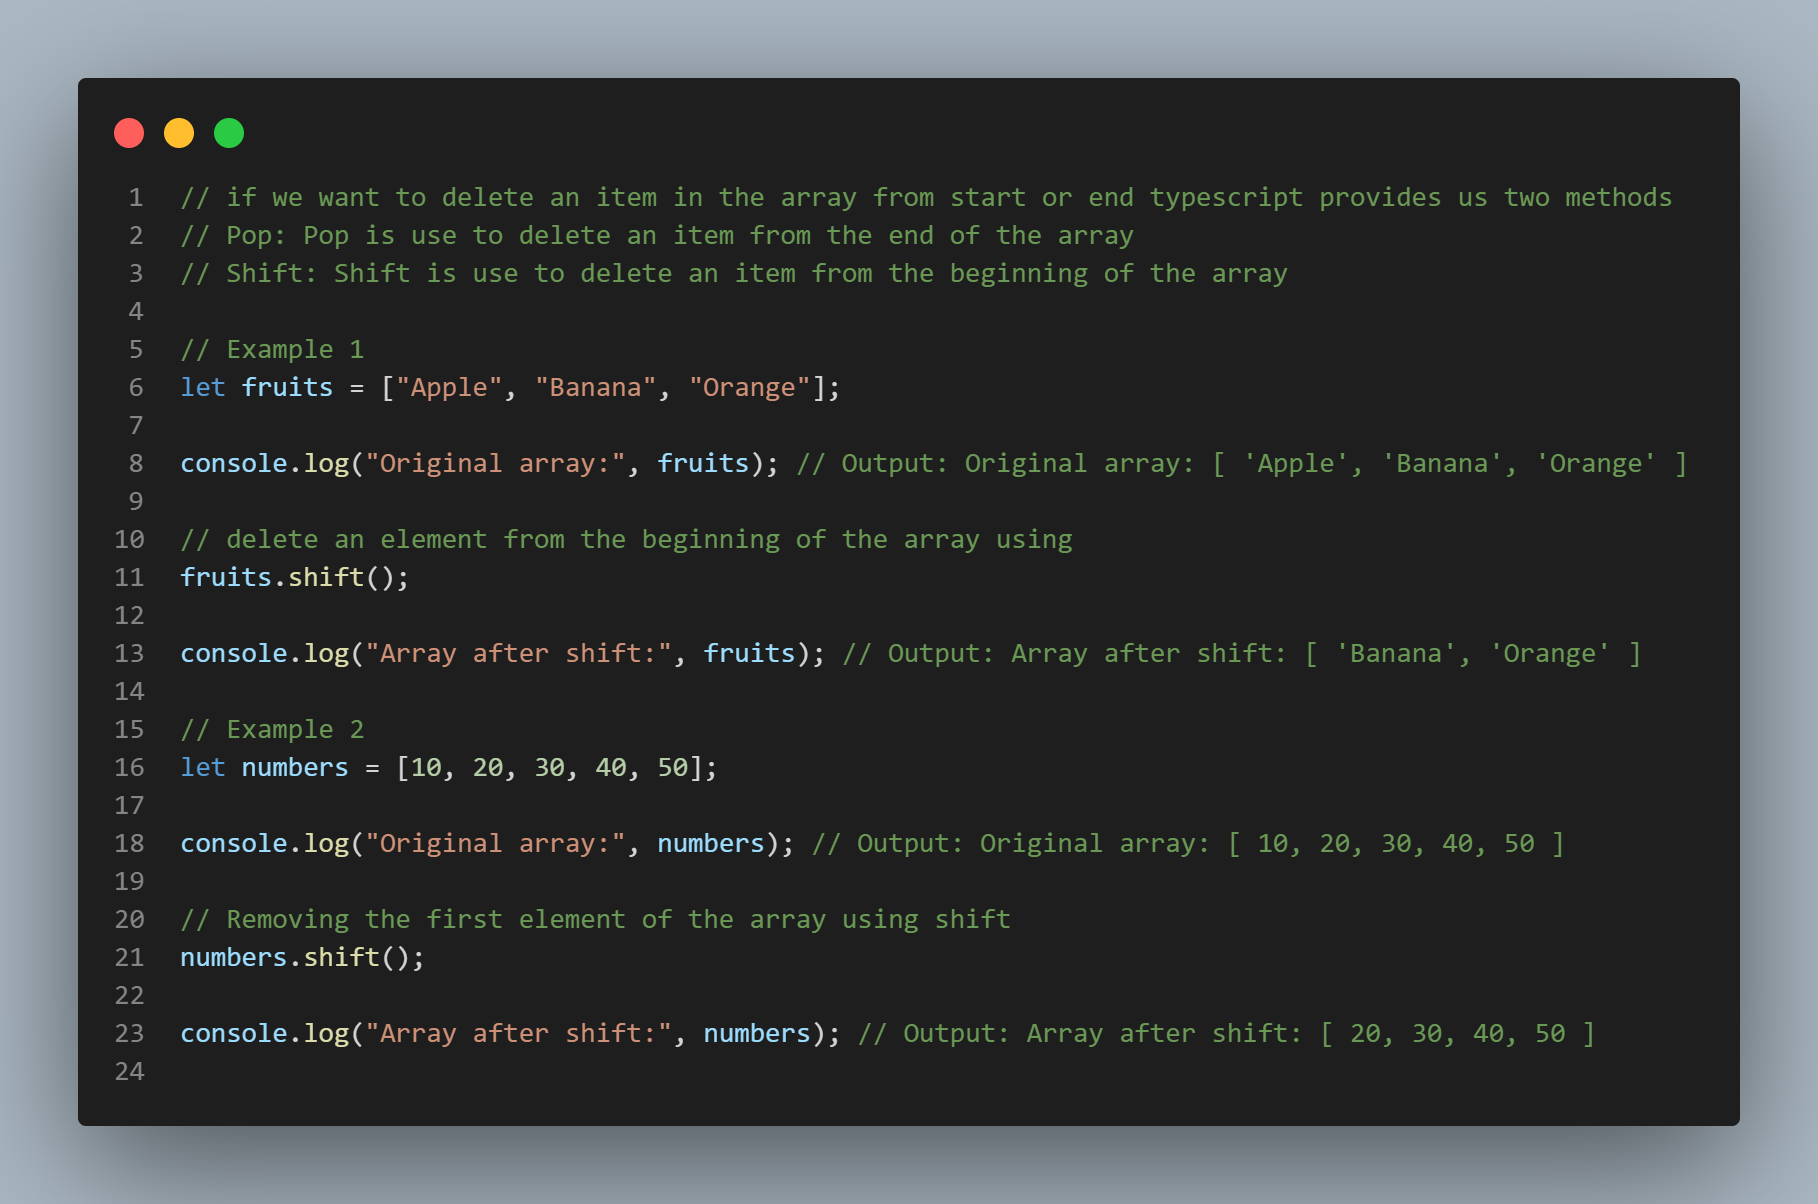 1 // if we want to delete an item in the array from start or end typescript provides us two methods
2 // Pop: Pop is use to delete an item from the end of the array
3 // Shift: Shift is use to delete an item from the beginning of the array
4
5 // Example 1
6 let fruits = ["Apple", "Banana", "Orange"];
7
8 console.log("Original array:", fruits); // Output: Original array: [ 'Apple', 'Banana', 'Orange' ]
9
10 // delete an element from the beginning of the array using
11 fruits.shift();
12
13 console.log("Array after shift:", fruits); // Output: Array after shift: [ 'Banana', 'Orange' ]
14
15 // Example 2
16 let numbers = [10, 20, 30, 40, 50];
17
18 console.log("Original array:", numbers); // Output: Original array: [ 10, 20, 30, 40, 50 ]
19
20 // Removing the first element of the array using shift
21 numbers.shift();
22
23 console.log("Array after shift:", numbers); // Output: Array after shift: [ 20, 30, 40, 50 ]
24